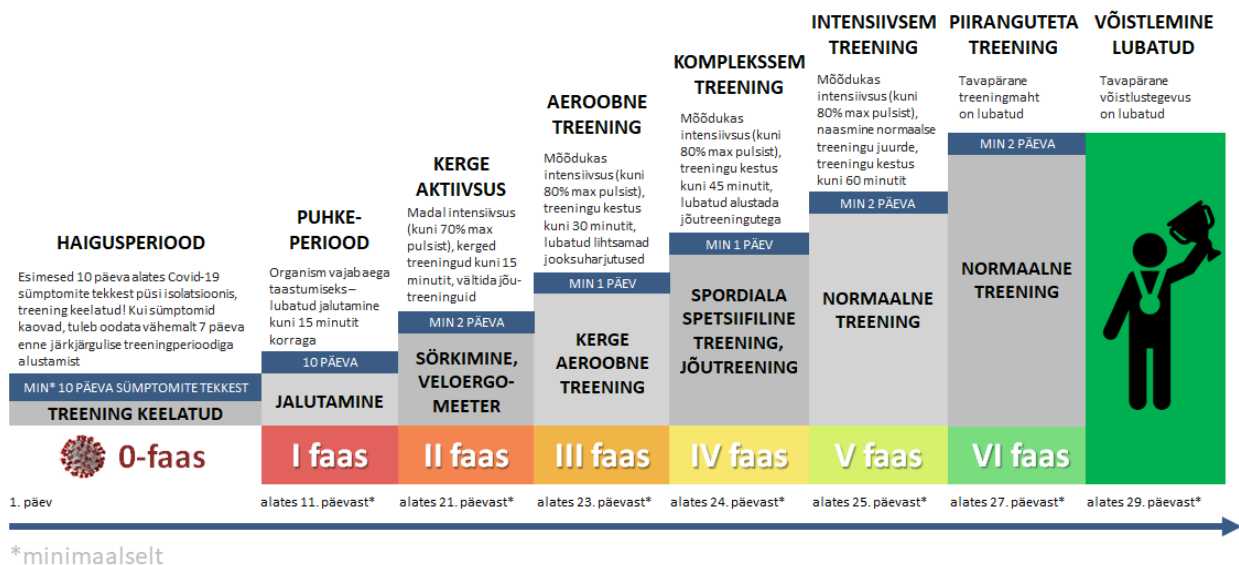 HAIGUSPERIOOD
Esimesed 10 päeva alates Covid-19
sümptomite tekkest püsi isolatsioonis,
treening keelatud! Kui sümptomid
kaovad, tuleb oodata vähemalt 7 päeva
enne järkjärgulise treeningperioodiga
alustamist
MIN* 10 PÄEVA SÜMPTOMITE TEKKEST
TREENING KEELATUD
0-faas
1. päev
PUHKE-
PERIOOD
Organism vajab aega
taastumiseks –
lubatud jalutamine
kuni 15 minutit
korraga
10 PÄEVA
JALUTAMINE
I faas
alates 11. päevast*
KERGE
AKTIIVSUS
Madal intensiivsus
(kuni 70% max
pulsist), kerged
treeningud kuni 15
minutit, vältida jõu-
treeninguid
MIN 2 PÄEVA
SÖRKIMINE,
VELOERGO-
MEETER
II faas
alates 21. päevast*
AEROOBNE
TREENING
Mõõdukas
intensiivsus (kuni
80% max pulsist),
treeningu kestus
kuni 30 minutit,
lubatud lihtsamad
jooksuharjutused
MIN 1 PÄEV
KERGE
AEROOBNE
TREENING
III faas
alates 23. päevast*
KOMPLEKSSEM
TREENING
Mõõdukas
intensiivsus (kuni
80% max pulsist),
treeningu kestus
kuni 45 minutit,
lubatud alustada
jõutreeningutega
MIN 1 PÄEV
SPORDIALA
SPETSIIFILINE
TREENING,
JÕUTREENING
IV faas
alates 24. päevast*
INTENSIIVSEM
TREENING
Mõõdukas
intensiivsus (kuni
80% max pulsist),
naasmine normaalse
treeningu juurde,
treeningu kestus
kuni 60 minutit
MIN 2 PÄEVA
NORMAALNE
TREENING
V faas
alates 25. päevast*
PIIRANGUTETA
TREENING
Tavapärane
treeningmaht
on lubatud
MIN 2 PÄEVA
NORMAALNE
TREENING
VI faas
alates 27. päevast*
VÕISTLEMINE
LUBATUD
Tavapärane
võistlustegevus
on lubatud
alates 29. päevast*
*minimaalselt